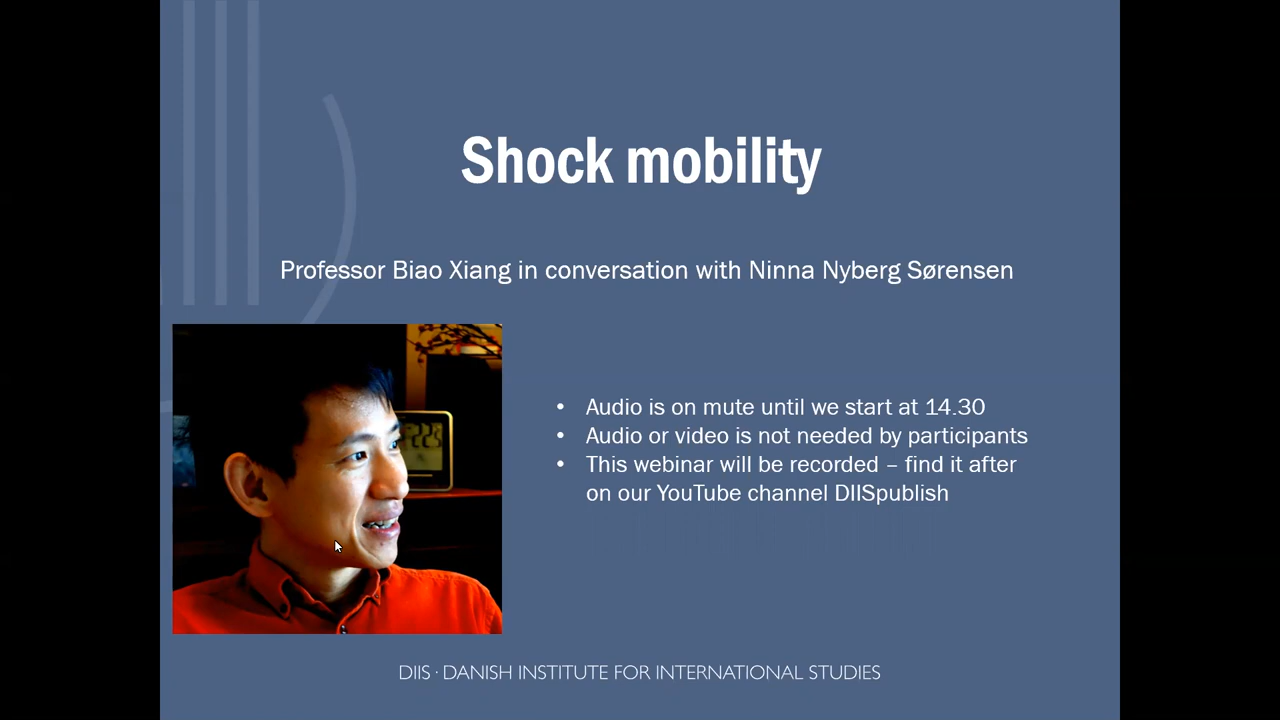 Shock mobility
Professor Biao Xiang in conversation with Ninna Nyberg Sørensen
• Audio is on mute until we start at 14.30
• Audio or video is not needed by participants
• This webinar will be recorded – find it after
on our YouTube channel DIISpublish
DIIS · DANISH INSTITUTE FOR INTERNATIONAL STUDIES